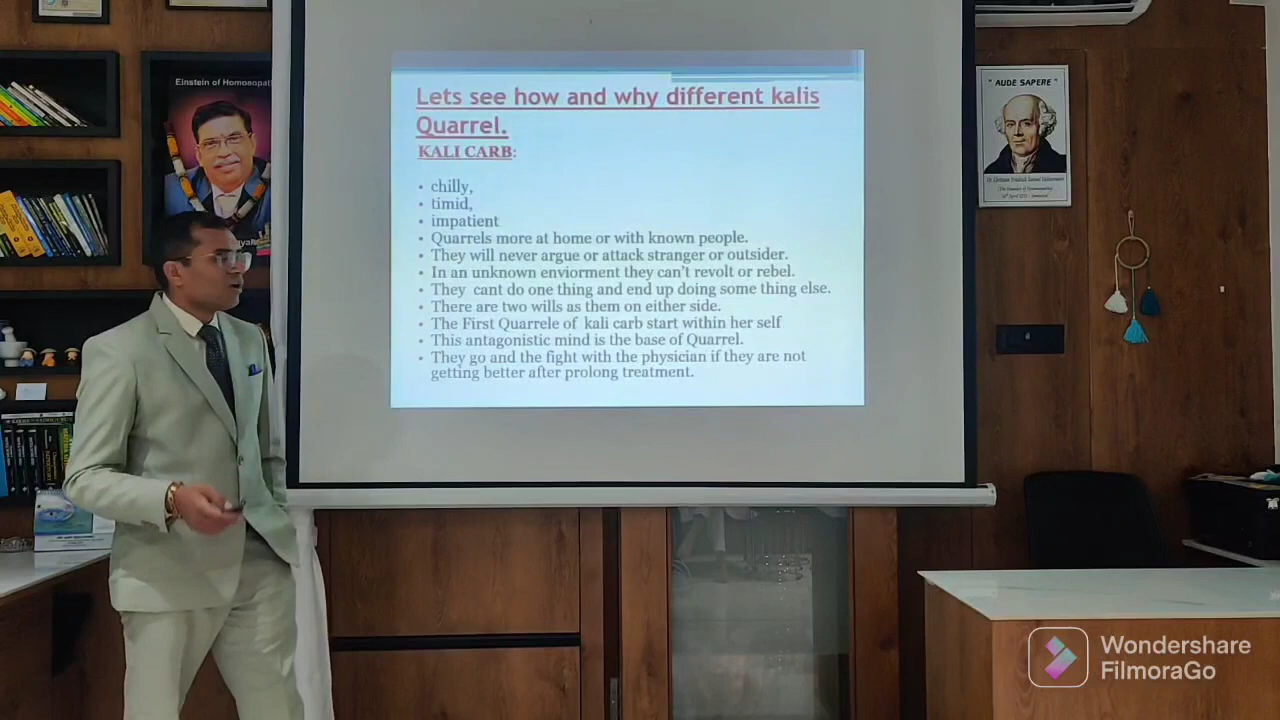 Einstein of Homoeopat
Lets see how and why different kalis
Quarrel.
KALI CARB:
• chilly,
• timid,
• impatient
• Quarrels more at home or with known people.
• They will never argue or attack stranger or outsider.
• In an unknown enviorment they can't revolt or rebel.
• They cant do one thing and end up doing some thing else.
• There are two wills as them on either side.
• The First Quarrele of kali carb start within her self
• This antagonistic mind is the base of Quarrel.
• They go and the fight with the physician if they are not
getting better after prolong treatment.
" AUDE SAPERE "
Wondershare
FilmoraGo